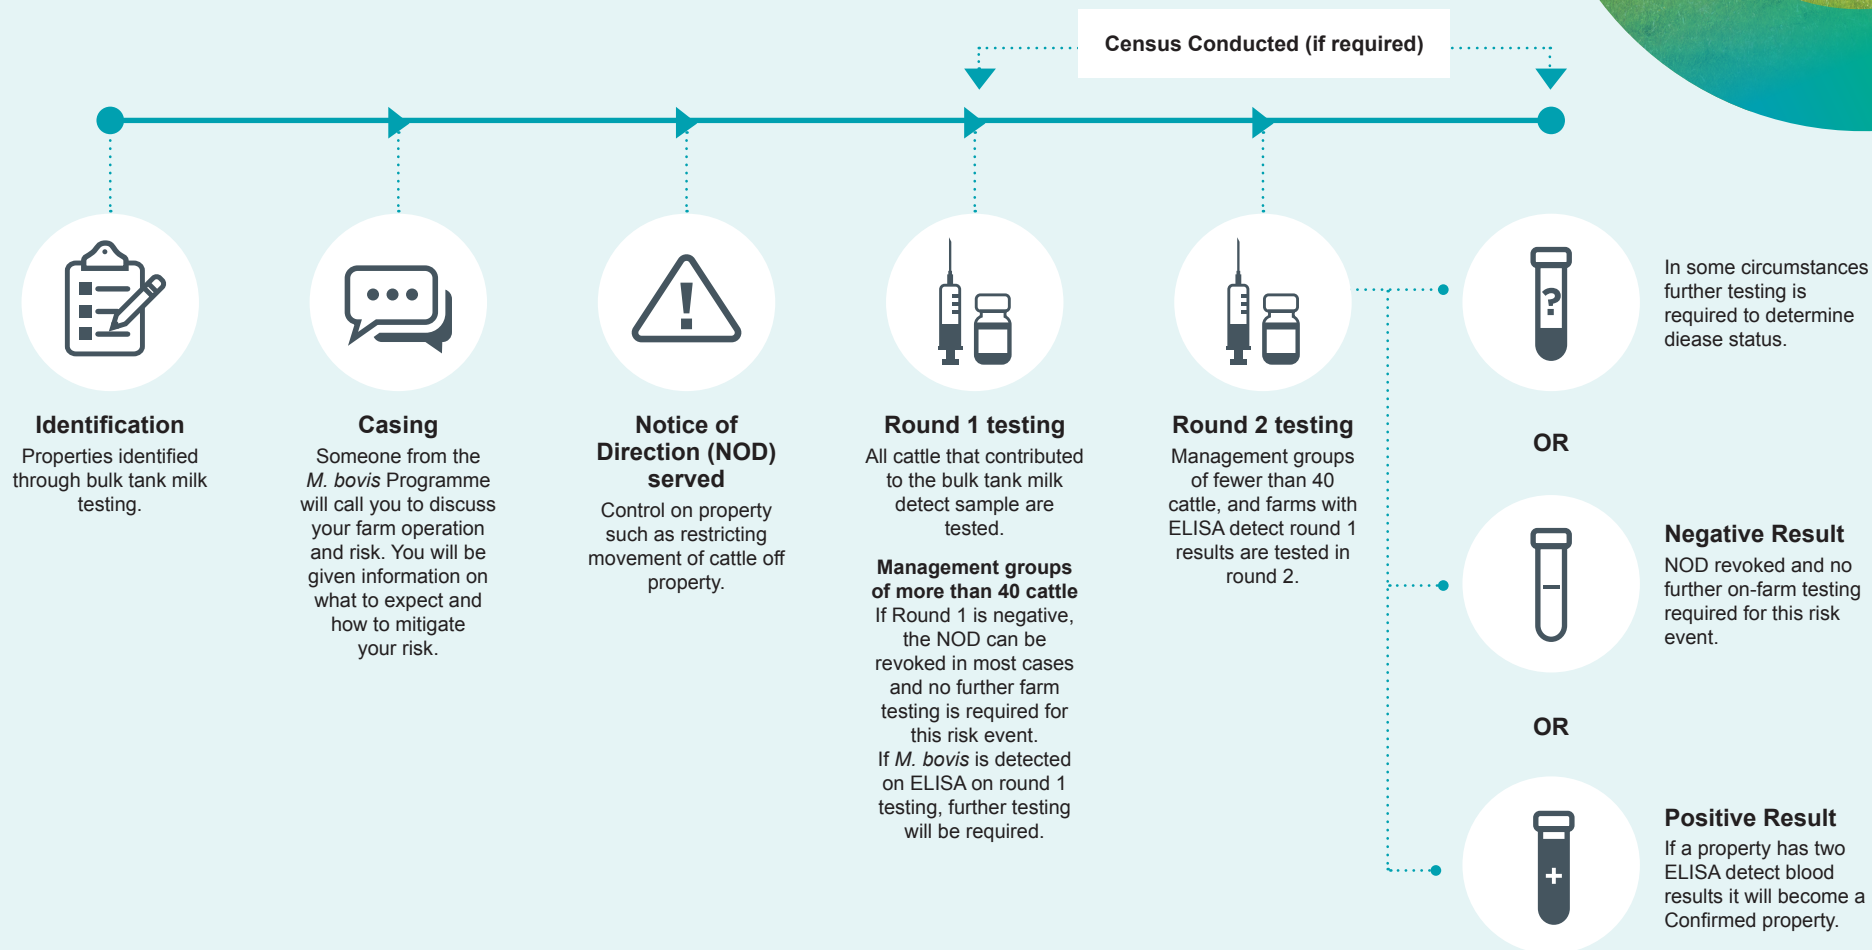 Census Conducted (if required)
Identification
Properties identified
through bulk tank milk
testing.
Casing
Someone from the
M. bovis Programme
will call you to discuss
your farm operation
and risk. You will be
given information on
what to expect and
how to mitigate
your risk.
Notice of
Direction (NOD)
served
Control on property
such as restricting
movement of cattle off
property.
Round 1 testing
All cattle that contributed
to the bulk tank milk
detect sample are
tested.
Management groups
of more than 40 cattle
If Round 1 is negative,
the NOD can be
revoked in most cases
and no further farm
testing is required for
this risk event.
If M. bovis is detected
on ELISA on round 1
testing, further testing
will be required.
Round 2 testing
Management groups
of fewer than 40
cattle, and farms with
ELISA detect round 1
results are tested in
round 2.
?
In some circumstances
further testing is
required to determine
diease status.
OR
-
Negative Result
NOD revoked and no
further on-farm testing
required for this risk
event.
OR
+
Positive Result
If a property has two
ELISA detect blood
results it will become a
Confirmed property.